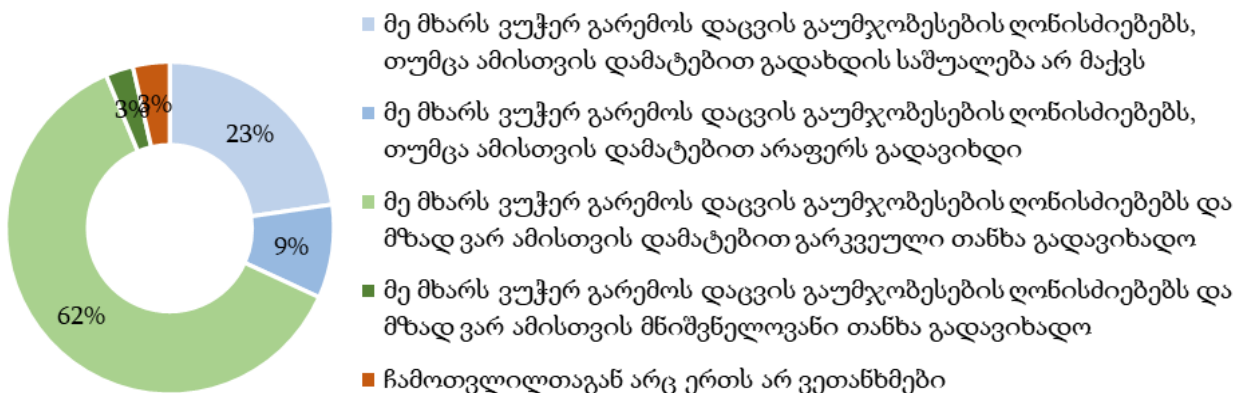 3%
3%
23%
9%
62%
მე მხარს ვუჭერ გარემოს დაცვის გაუმჯობესების ღონისძიებებს,
თუმცა ამისთვის დამატებით გადახდის საშუალება არ მაქვს
მე მხარს ვუჭერ გარემოს დაცვის გაუმჯობესების ღონისძიებებს,
თუმცა ამისთვის დამატებით არაფერს გადავიხდი
მე მხარს ვუჭერ გარემოს დაცვის გაუმჯობესების ღონისძიებებს და
მზად ვარ ამისთვის დამატებით გარკვეული თანხა გადავიხადო
მე მხარს ვუჭერ გარემოს დაცვის გაუმჯობესების ღონისძიებებს და
მზად ვარ ამისთვის მნიშვნელოვანი თანხა გადავიხადო
ჩამოთვლილთაგან არც ერთს არ ვეთანხმები